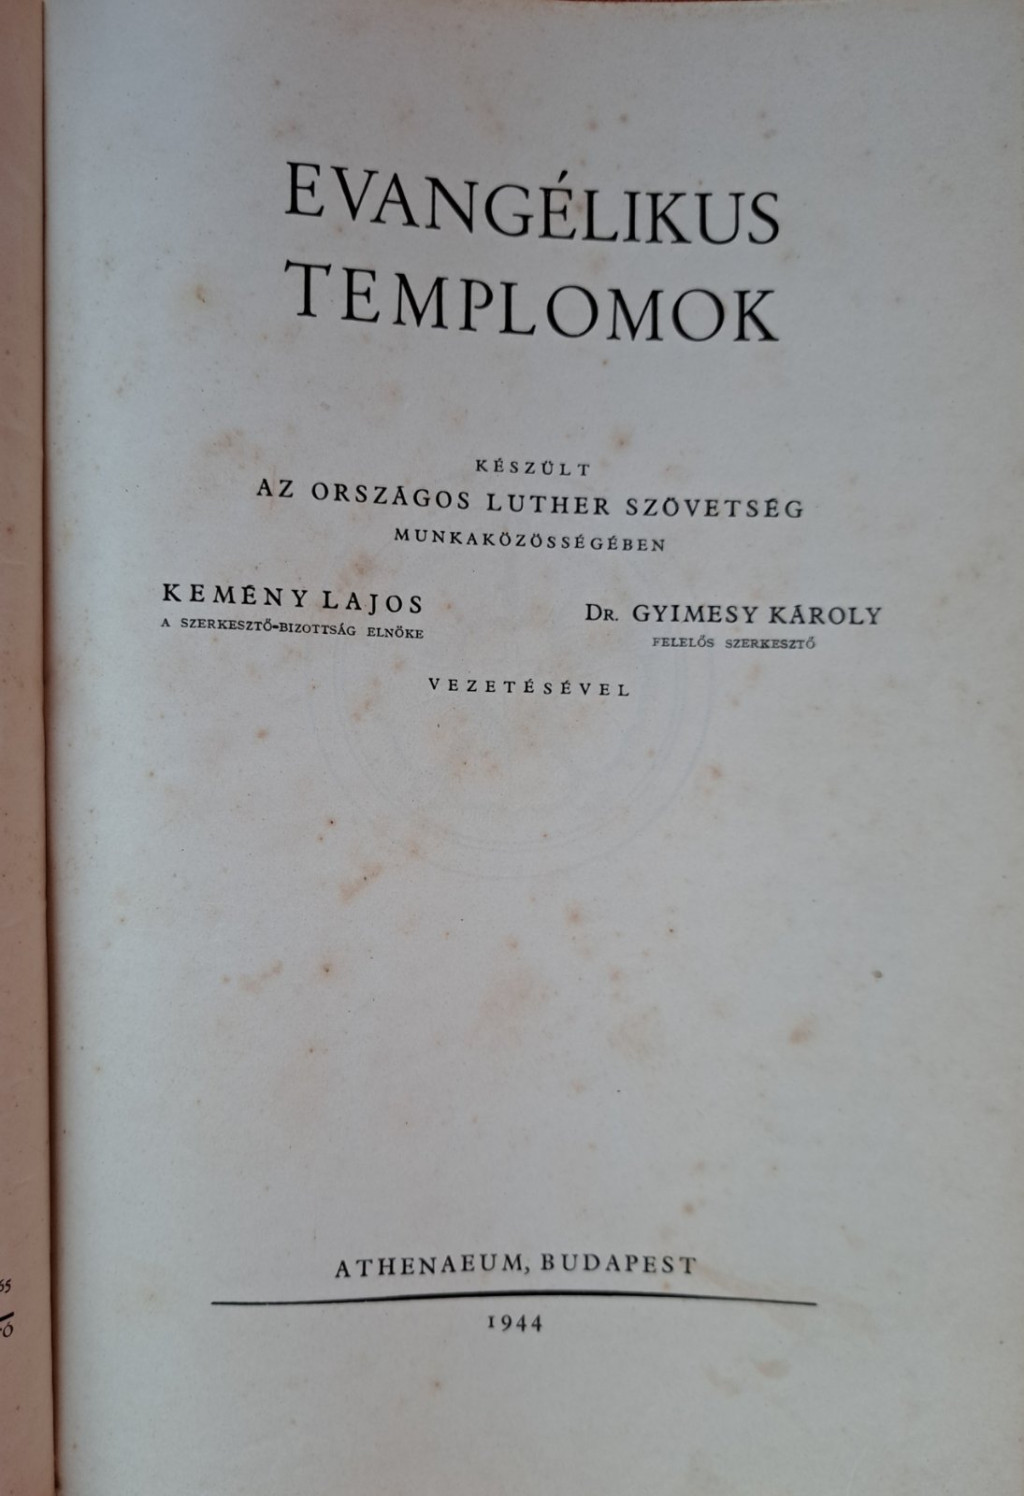 EVANGÉLIKUS
TEMPLOMOK
KÉSZÜLT
AZ ORSZÁGOS LUTHER SZÖVETSÉG
MUNKAKÖZÖSSÉGÉBEN
KEMÉNY LAJOS
A SZERKESZTŐ-BIZOTTSÁG ELNÖKE
DR. GYIMESY KÁROLY
FELELŐS SZERKESZTŐ
VEZETÉSÉVEL
ATHENAEUM, BUDAPEST
1944